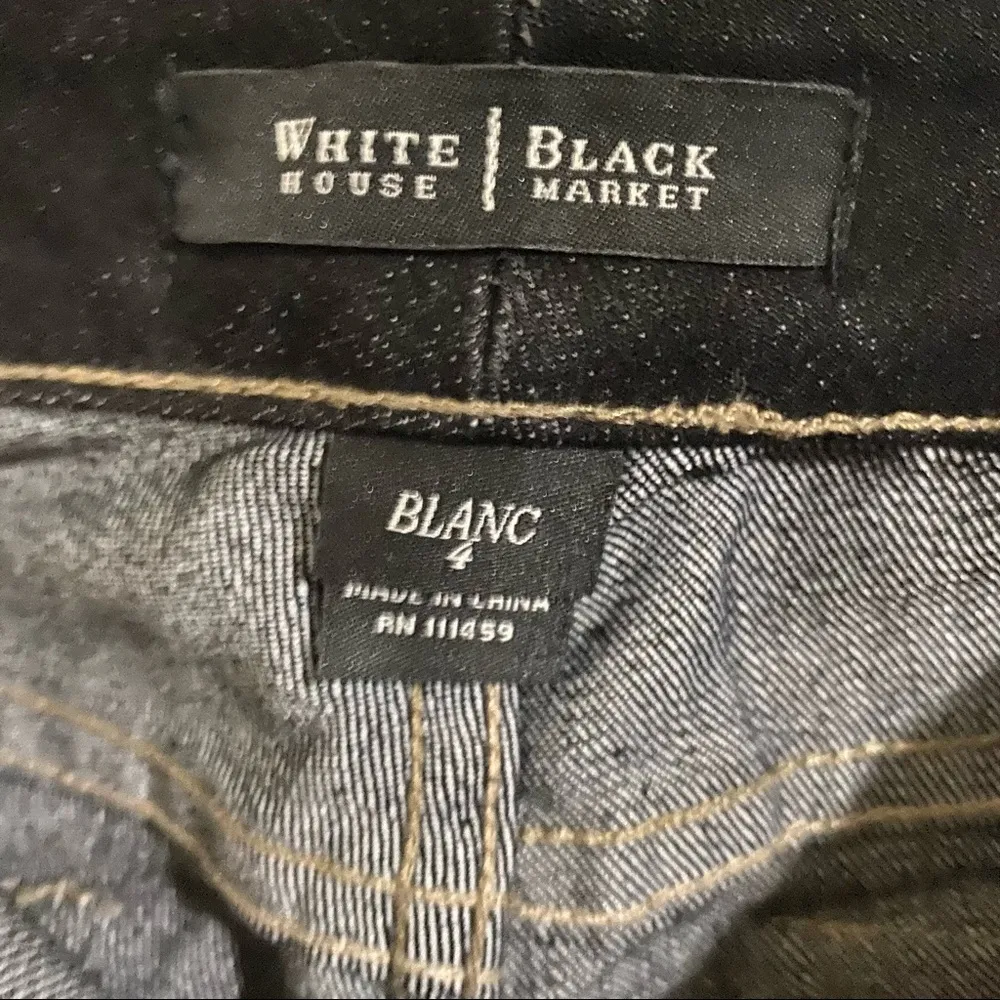 WHITE | BLACK
HOUSE MARKET
BLANC
4
MADE IN CHINA
RN 111459